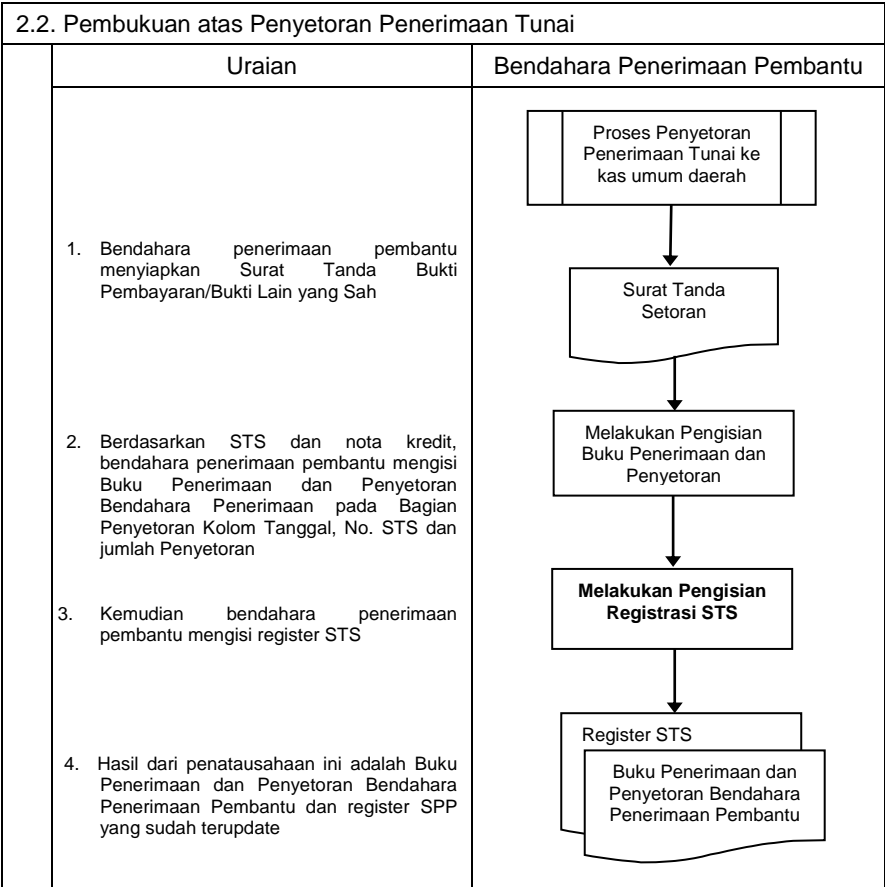 2.2. Pembukuan atas Penyetoran Penerimaan Tunai
Uraian
Bendahara Penerimaan Pembantu
1. Bendahara penerimaan pembantu
menyiapkan Surat Tanda Bukti
Pembayaran/Bukti Lain yang Sah
2. Berdasarkan STS dan nota kredit,
bendahara penerimaan pembantu mengisi
Buku Penerimaan dan Penyetoran
Bendahara Penerimaan pada Bagian
Penyetoran Kolom Tanggal, No. STS dan
jumlah Penyetoran
3. Kemudian bendahara penerimaan
pembantu mengisi register STS
4. Hasil dari penatausahaan ini adalah Buku
Penerimaan dan Penyetoran Bendahara
Penerimaan Pembantu dan register SPP
yang sudah terupdate
Proses Penyetoran
Penerimaan Tunai ke
kas umum daerah
Surat Tanda
Setoran
Melakukan Pengisian
Buku Penerimaan dan
Penyetoran
Melakukan Pengisian
Registrasi STS
Register STS
Buku Penerimaan dan
Penyetoran Bendahara
Penerimaan Pembantu